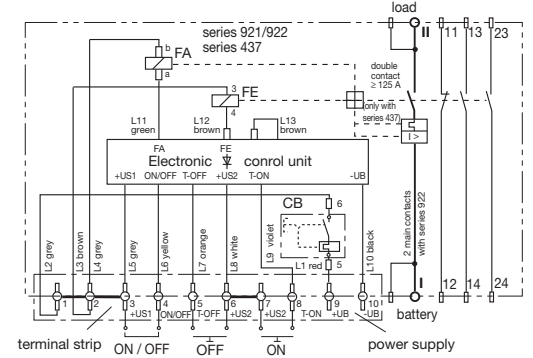 load
series 921/922
series 437
b
FA
a
II
11
13
23
double
contact
≥ 125 A
3
FE
4
(only with
series 437)
L11
green
L12
brown
L13
brown
I >
FA
FE
Electronic conrol unit
+US1
ON/OFF
T-OFF
+US2
T-ON
-UB
2 main contacts
with series 922
CB
6
L2 grey
L3 brown
L4 grey
L5 grey
L6 yellow
L7 orange
L8 white
L9 violet
L1 red
5
L10 black
I
12
14
24
1
2
3
4
5
6
7
8
9
10
+US1
ON/OFF
T-OFF
+US2
+US2
T-ON
+UB
-UB
battery
terminal strip
ON / OFF
OFF
ON
power supply